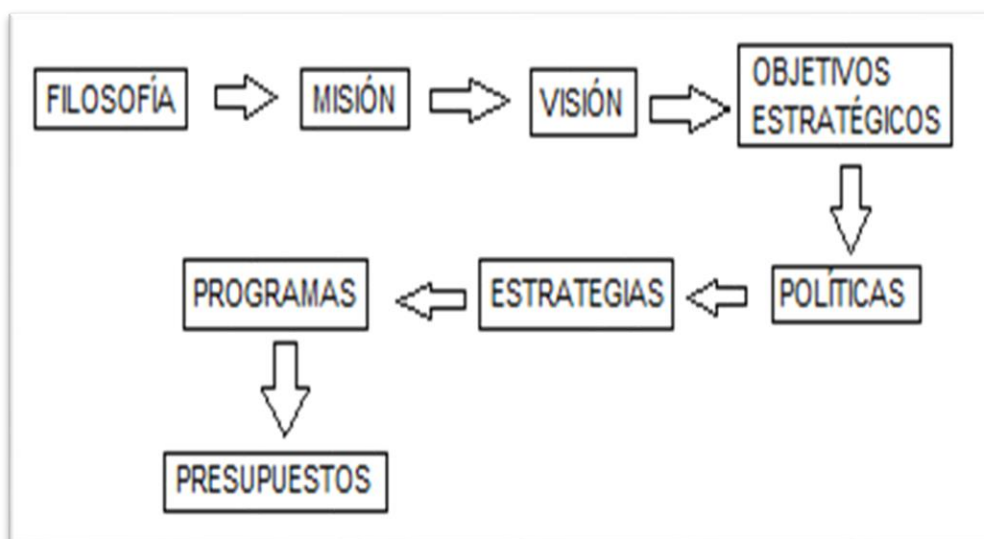 FILOSOFÍA
MISIÓN
VISIÓN
OBJETIVOS
ESTRATÉGICOS
POLÍTICAS
ESTRATEGIAS
PROGRAMAS
PRESUPUESTOS